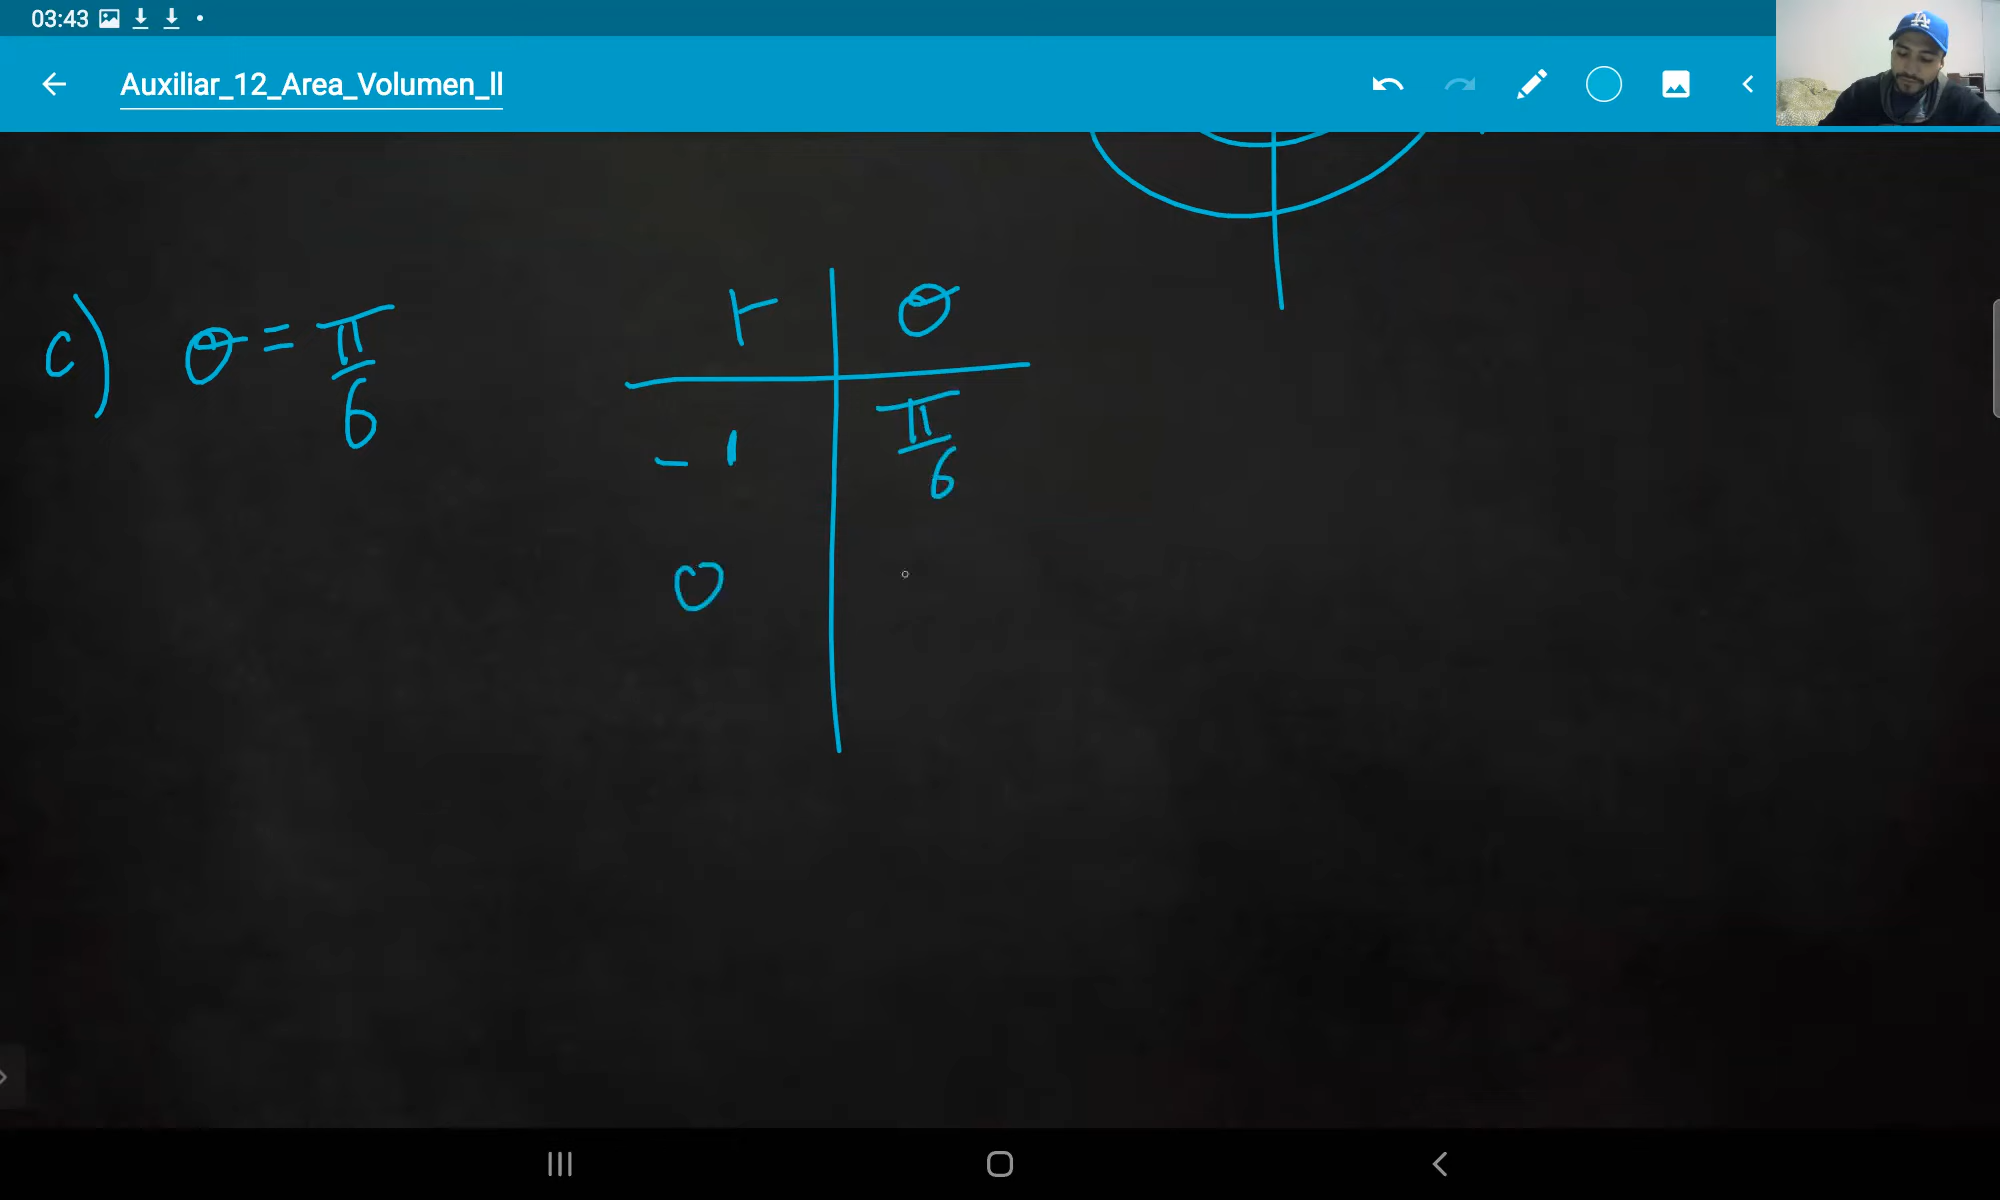 03:43
Auxiliar_12_Area_Volumen_II
c) θ = π/6
r | θ
-1 | π/6
0